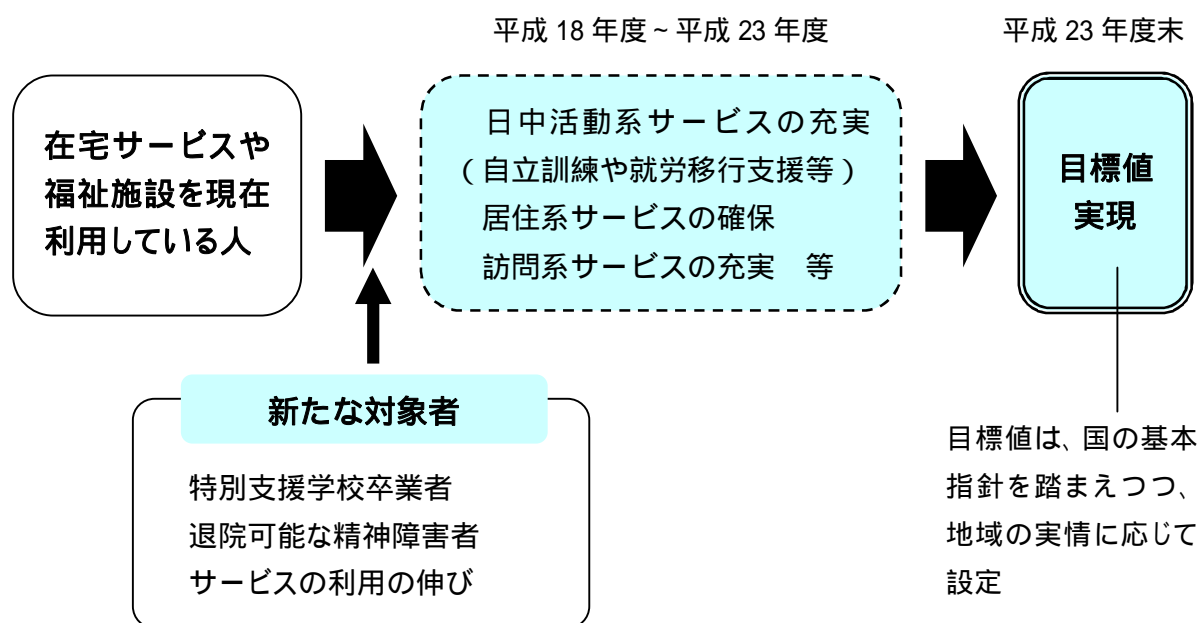 平成 18 年度～平成 23 年度
平成 23 年度末
在宅サービスや
福祉施設を現在
利用している人
日中活動系サービスの充実
（自立訓練や就労移行支援等）
居住系サービスの確保
訪問系サービスの充実　等
目標値
実現
新たな対象者
特別支援学校卒業者
退院可能な精神障害者
サービスの利用の伸び
目標値は、国の基本
指針を踏まえつつ、
地域の実情に応じて
設定